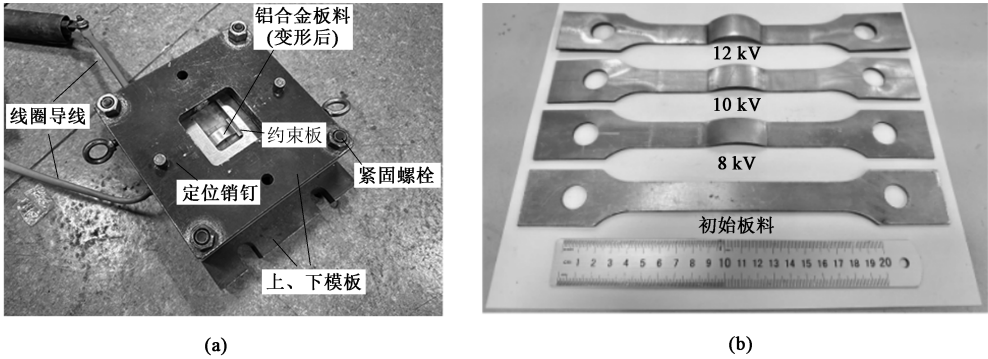 铝合金板料
(变形后)
线圈导线
约束板
定位销钉
紧固螺栓
上、下模板
(a)
12 kV
10 kV
8 kV
初始板料
1 2 3 4 5 6 7 8 9 10 11 12 13 14 15 16 17 18 19 20
(b)